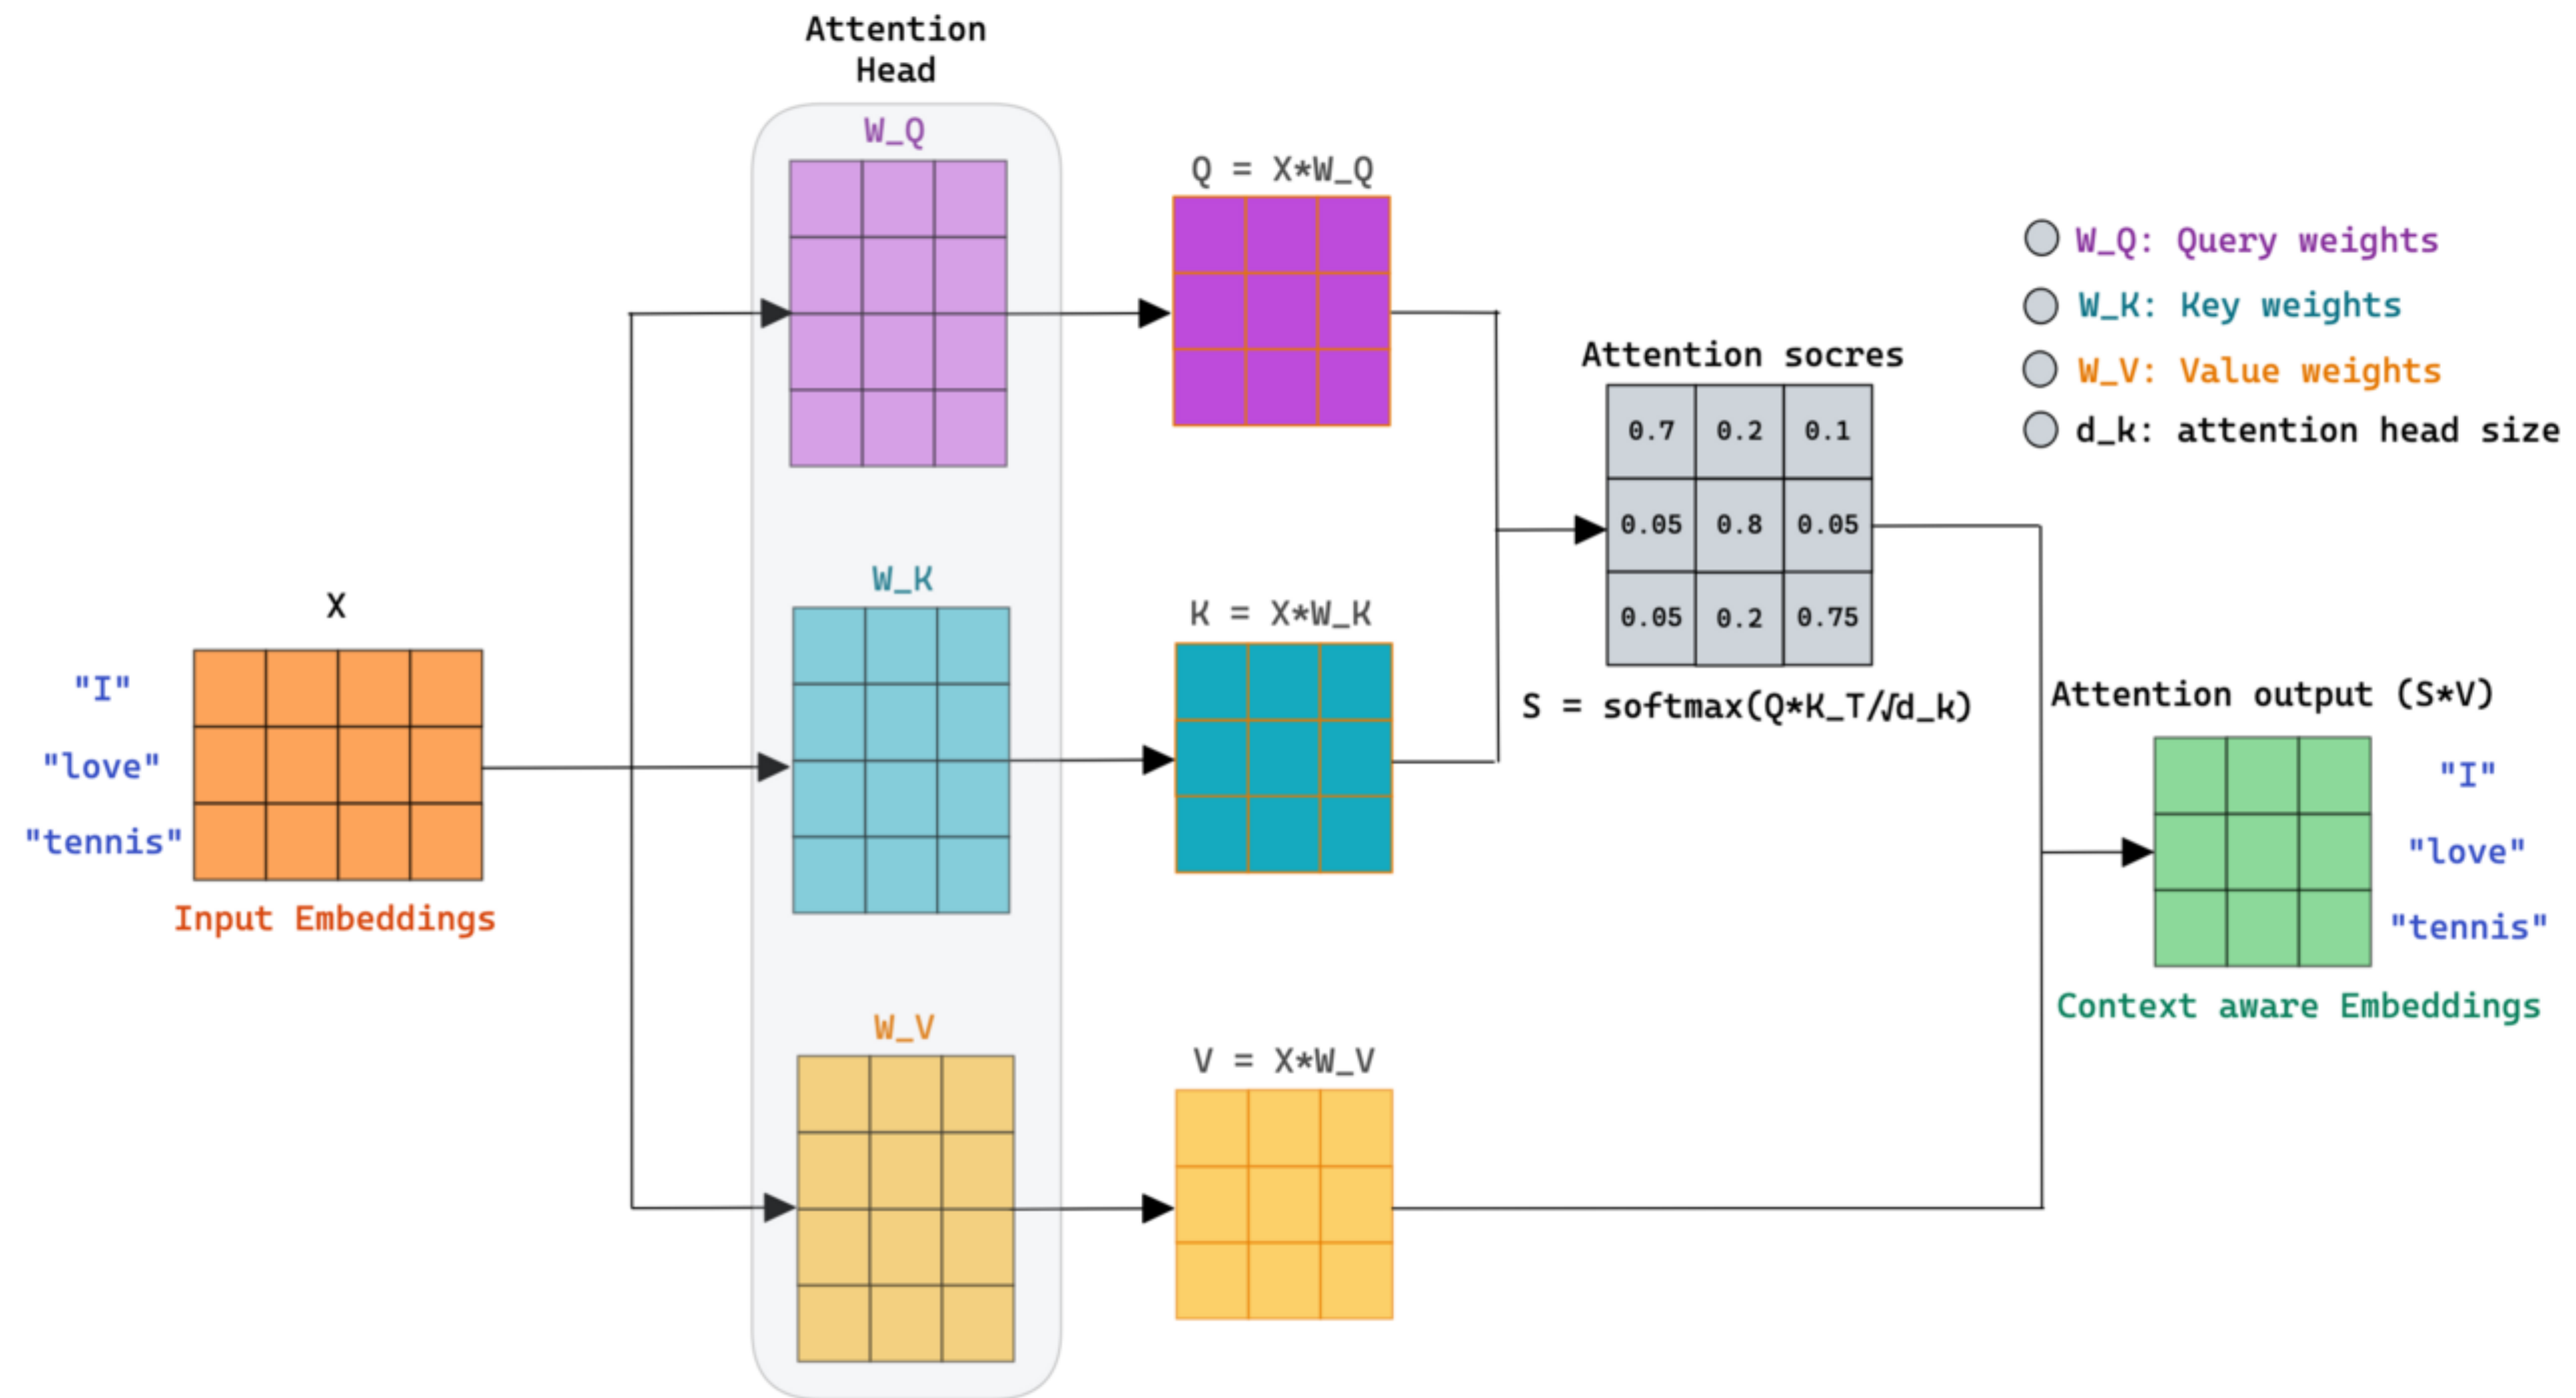 Attention
Head
W_Q
Q = X*W_Q
W_Q: Query weights
W_K: Key weights
W_V: Value weights
d_k: attention head size
Attention socres
0.7 0.2 0.1
0.05 0.8 0.05
0.05 0.2 0.75
S = softmax(Q*K_T/√d_k)
W_K
K = X*W_K
X
"I"
"love"
"tennis"
Input Embeddings
Attention output (S*V)
"I"
"love"
"tennis"
Context aware Embeddings
W_V
V = X*W_V